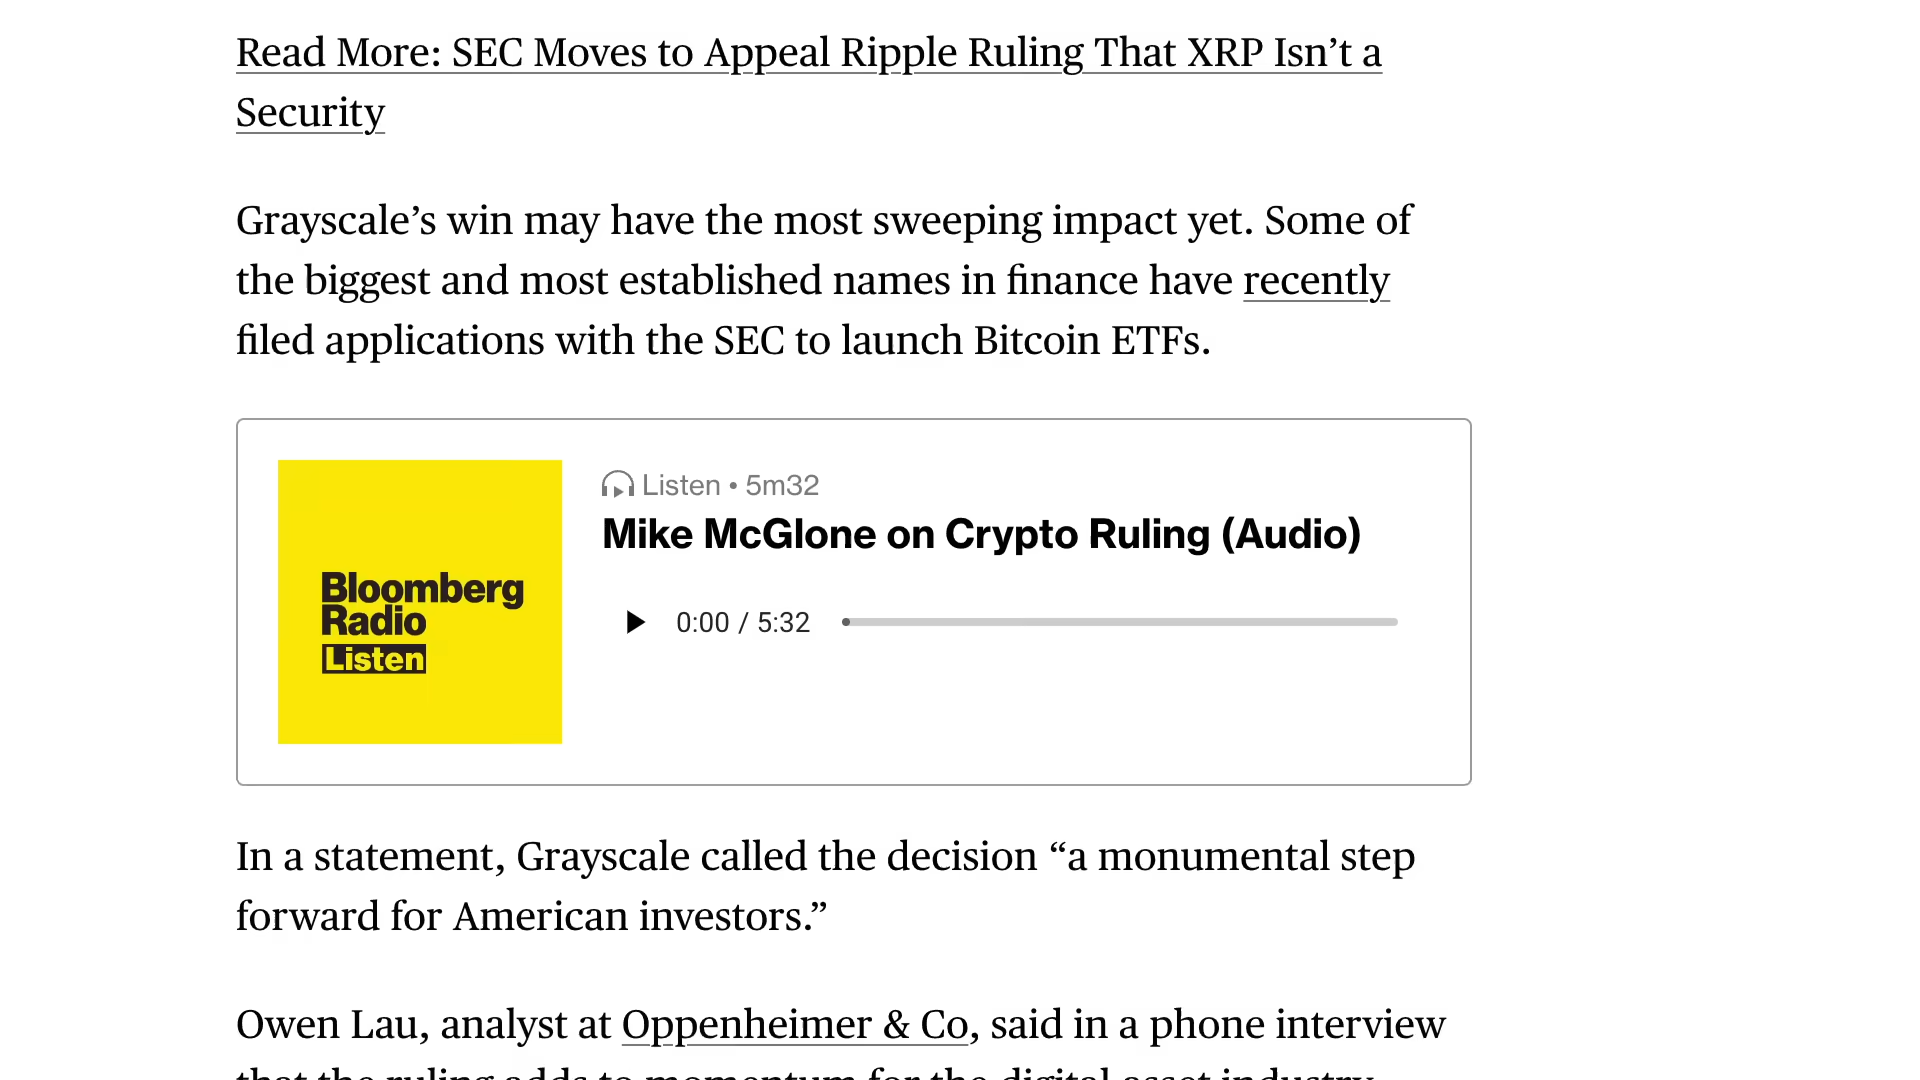 Read More: SEC Moves to Appeal Ripple Ruling That XRP Isn’t a
Security
Grayscale’s win may have the most sweeping impact yet. Some of
the biggest and most established names in finance have recently
filed applications with the SEC to launch Bitcoin ETFs.
Bloomberg
Radio
Listen
Listen • 5m32
Mike McGlone on Crypto Ruling (Audio)
0:00 / 5:32
In a statement, Grayscale called the decision “a monumental step
forward for American investors.”
Owen Lau, analyst at Oppenheimer & Co, said in a phone interview
that the ruling adds to momentum for the digital asset industry